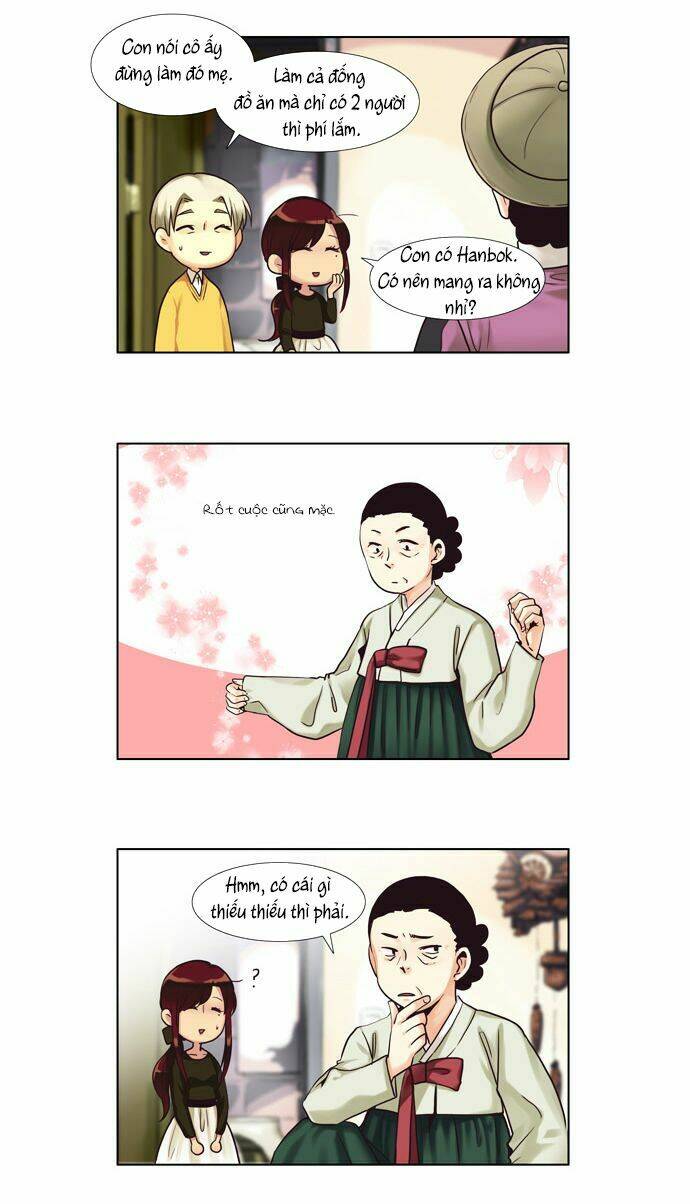 Con nói cô ấy
đừng làm đó mẹ.
Làm cả đống
đồ ăn mà chỉ có 2 người
thì phí lắm.
Con có Hanbok.
Có nên mang ra không
nhỉ?
Rốt cuộc cũng mặc
Hmm, có cái gì
thiếu thiếu thì phải.
?